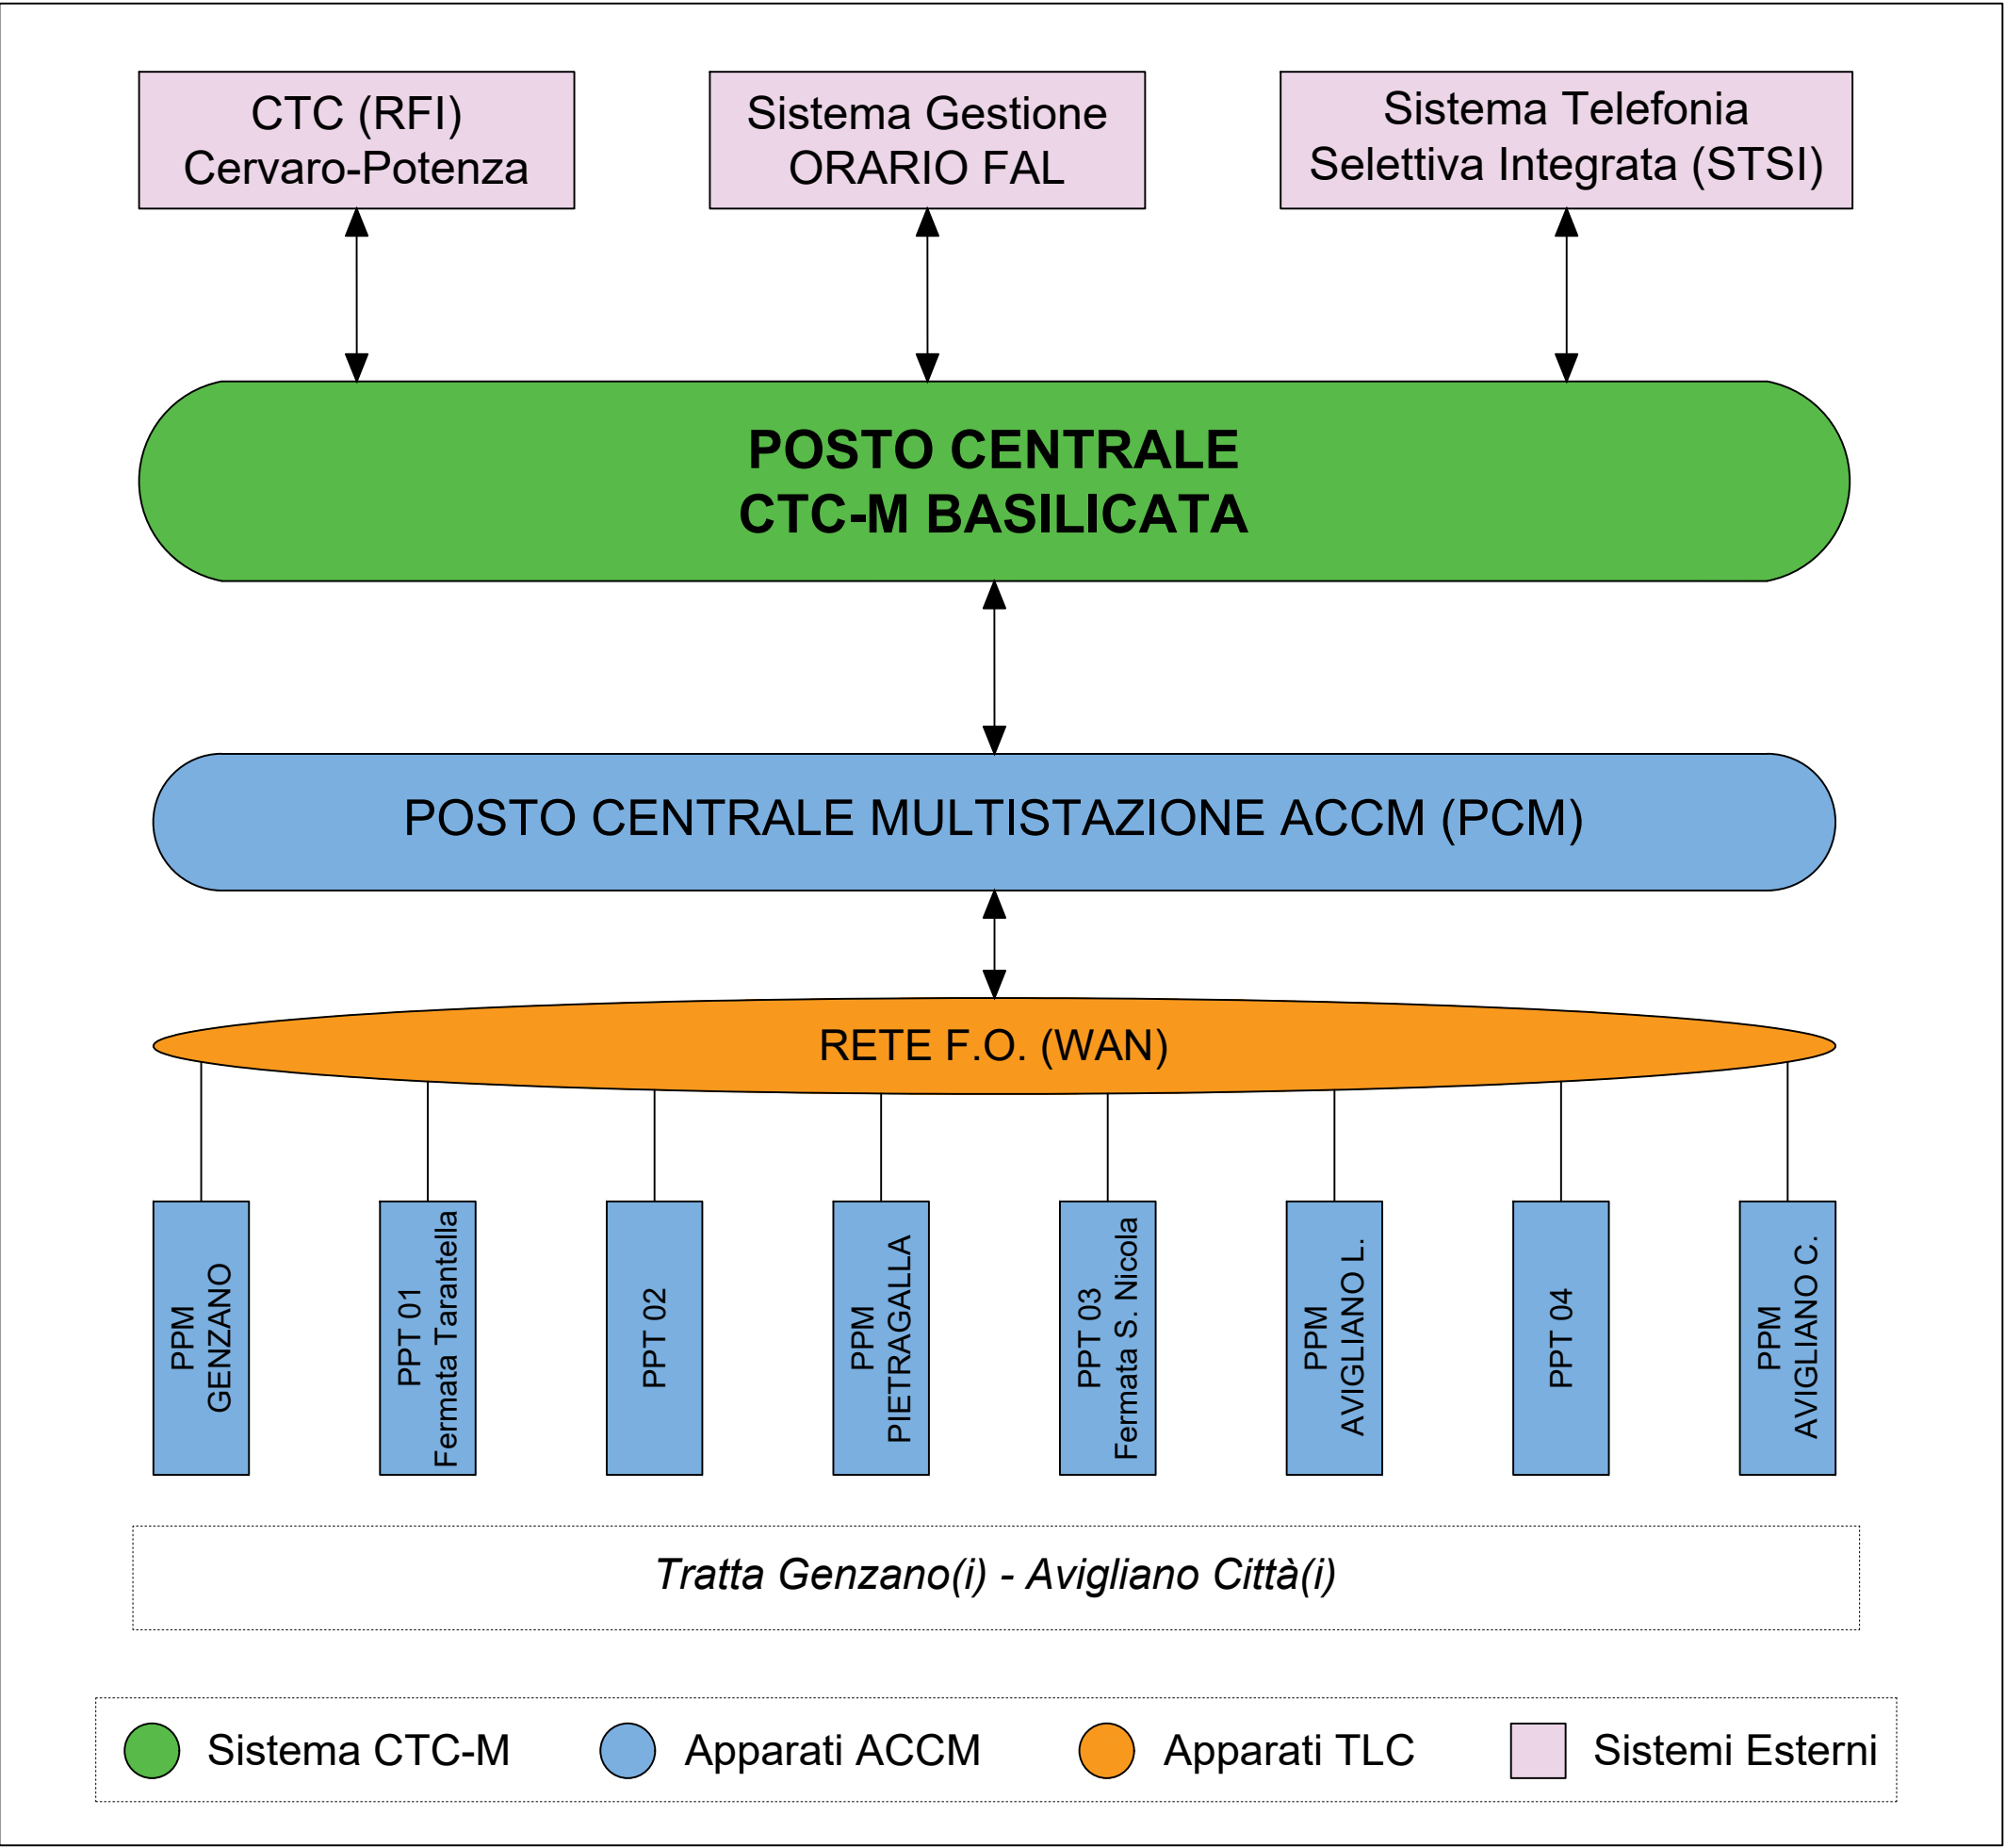 CTC (RFI)
Cervaro-Potenza
Sistema Gestione
ORARIO FAL
Sistema Telefonia
Selettiva Integrata (STSI)
POSTO CENTRALE
CTC-M BASILICATA
POSTO CENTRALE MULTISTAZIONE ACCM (PCM)
RETE F.O. (WAN)
PPM
GENZANO
PPT 01
Fermata Tarantella
PPT 02
PPM
PIETRAGALLA
PPT 03
Fermata S. Nicola
PPM
AVIGLIANO L.
PPT 04
PPM
AVIGLIANO C.
Tratta Genzano(i) - Avigliano Città(i)
Sistema CTC-M
Apparati ACCM
Apparati TLC
Sistemi Esterni